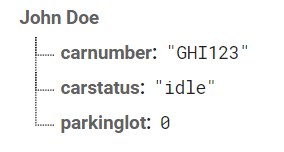 John Doe
carnumber: "GHI123"
carstatus: "idle"
parkinglot: 0